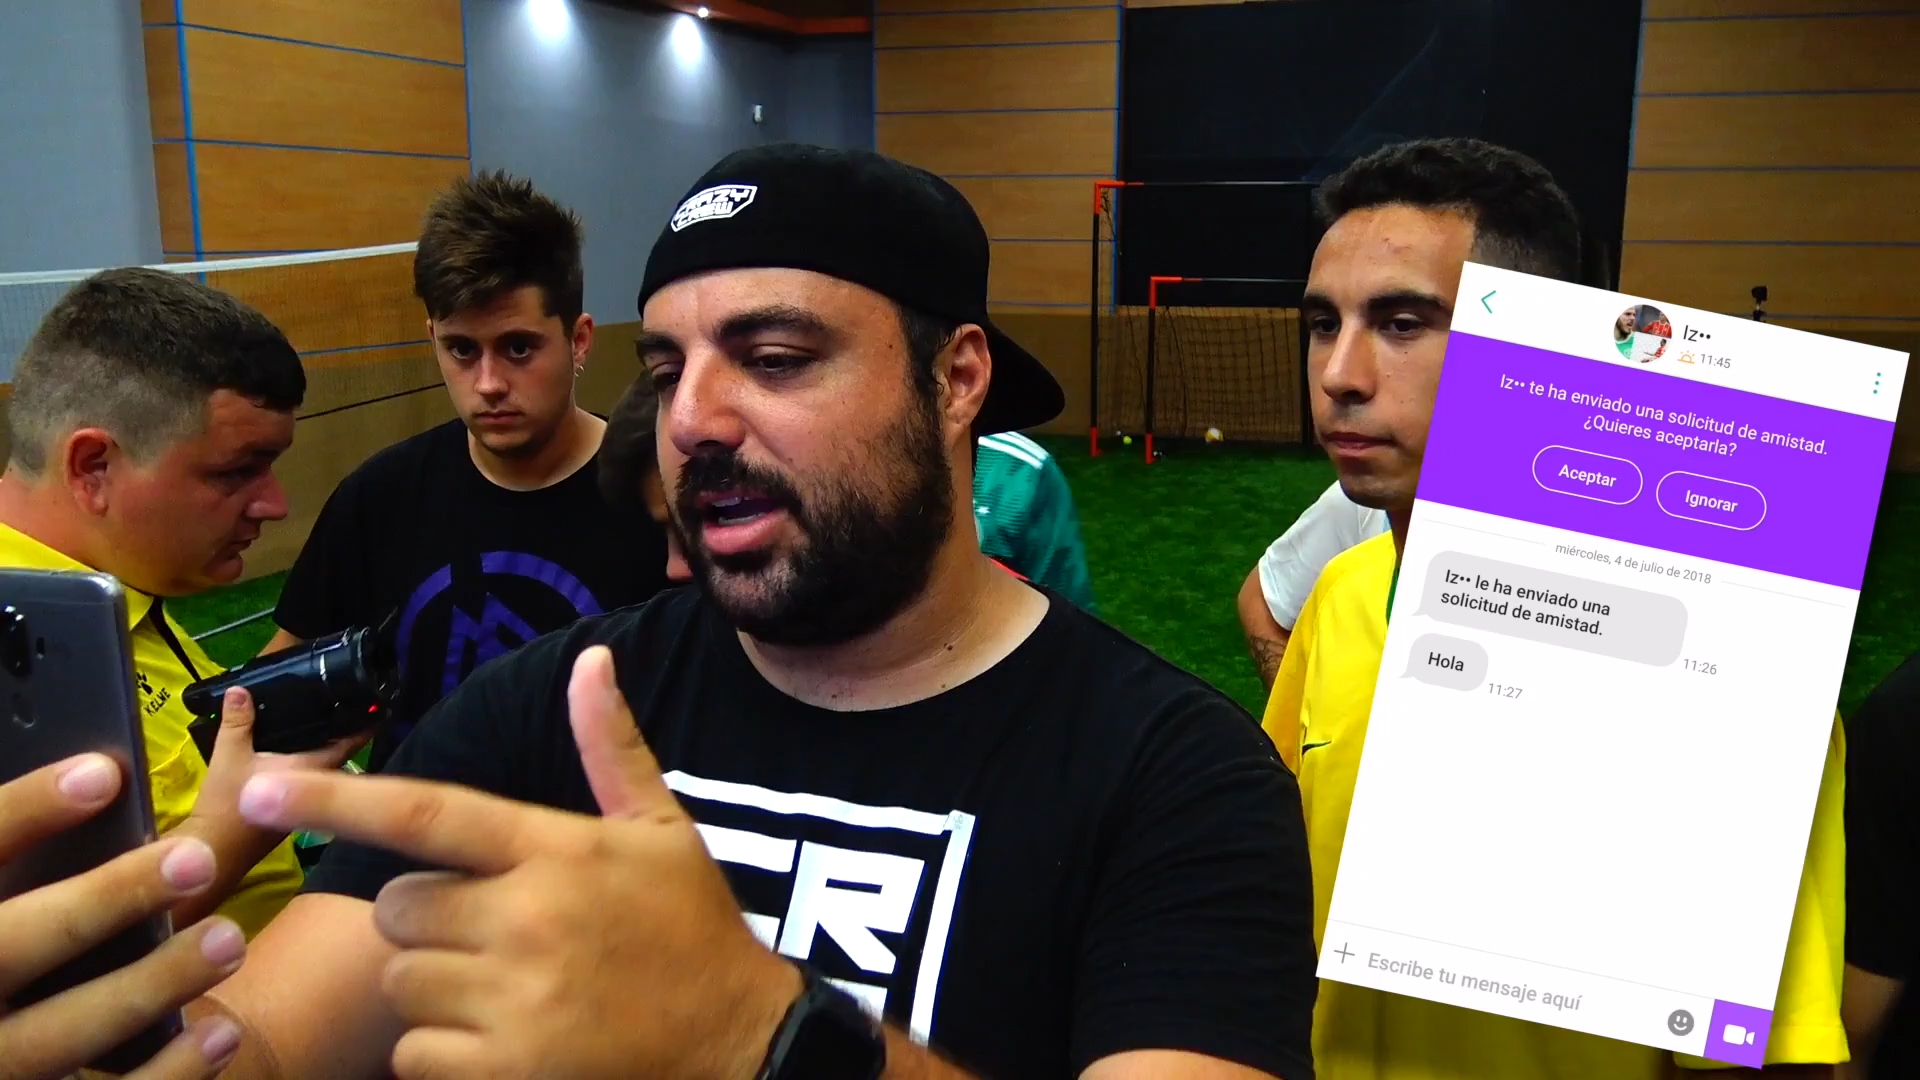 CRAZY
CREW
KELME
ER
Iz••
11:45
Iz•• te ha enviado una solicitud de amistad.
¿Quieres aceptarla?
Aceptar
Ignorar
miércoles, 4 de julio de 2018
Iz•• le ha enviado una
solicitud de amistad.
11:26
Hola
11:27
Escribe tu mensaje aquí